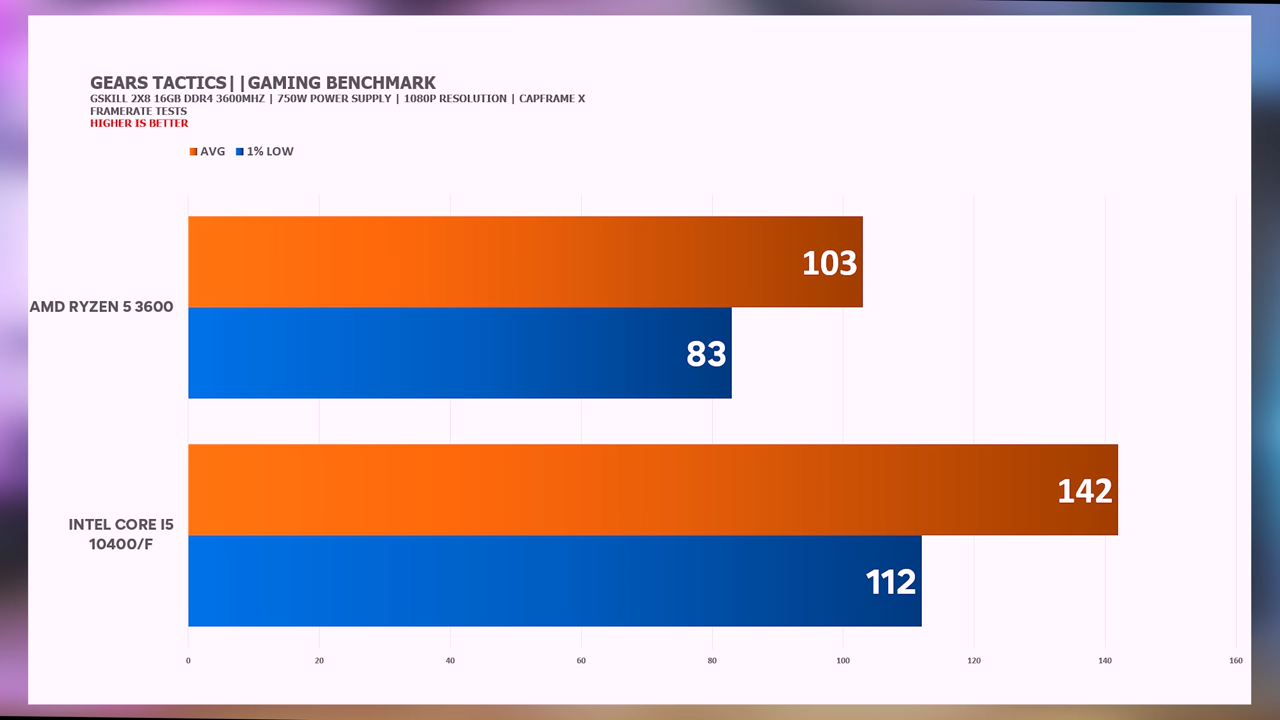 GEARS TACTICS||GAMING BENCHMARK
GSKILL 2X8 16GB DDR4 3600MHZ | 750W POWER SUPPLY | 1080P RESOLUTION | CAPFRAME X
FRAMERATE TESTS
HIGHER IS BETTER
AVG 1% LOW
103
AMD RYZEN 5 3600
83
142
INTEL CORE I5
10400/F
112
0 20 40 60 80 100 120 140 160